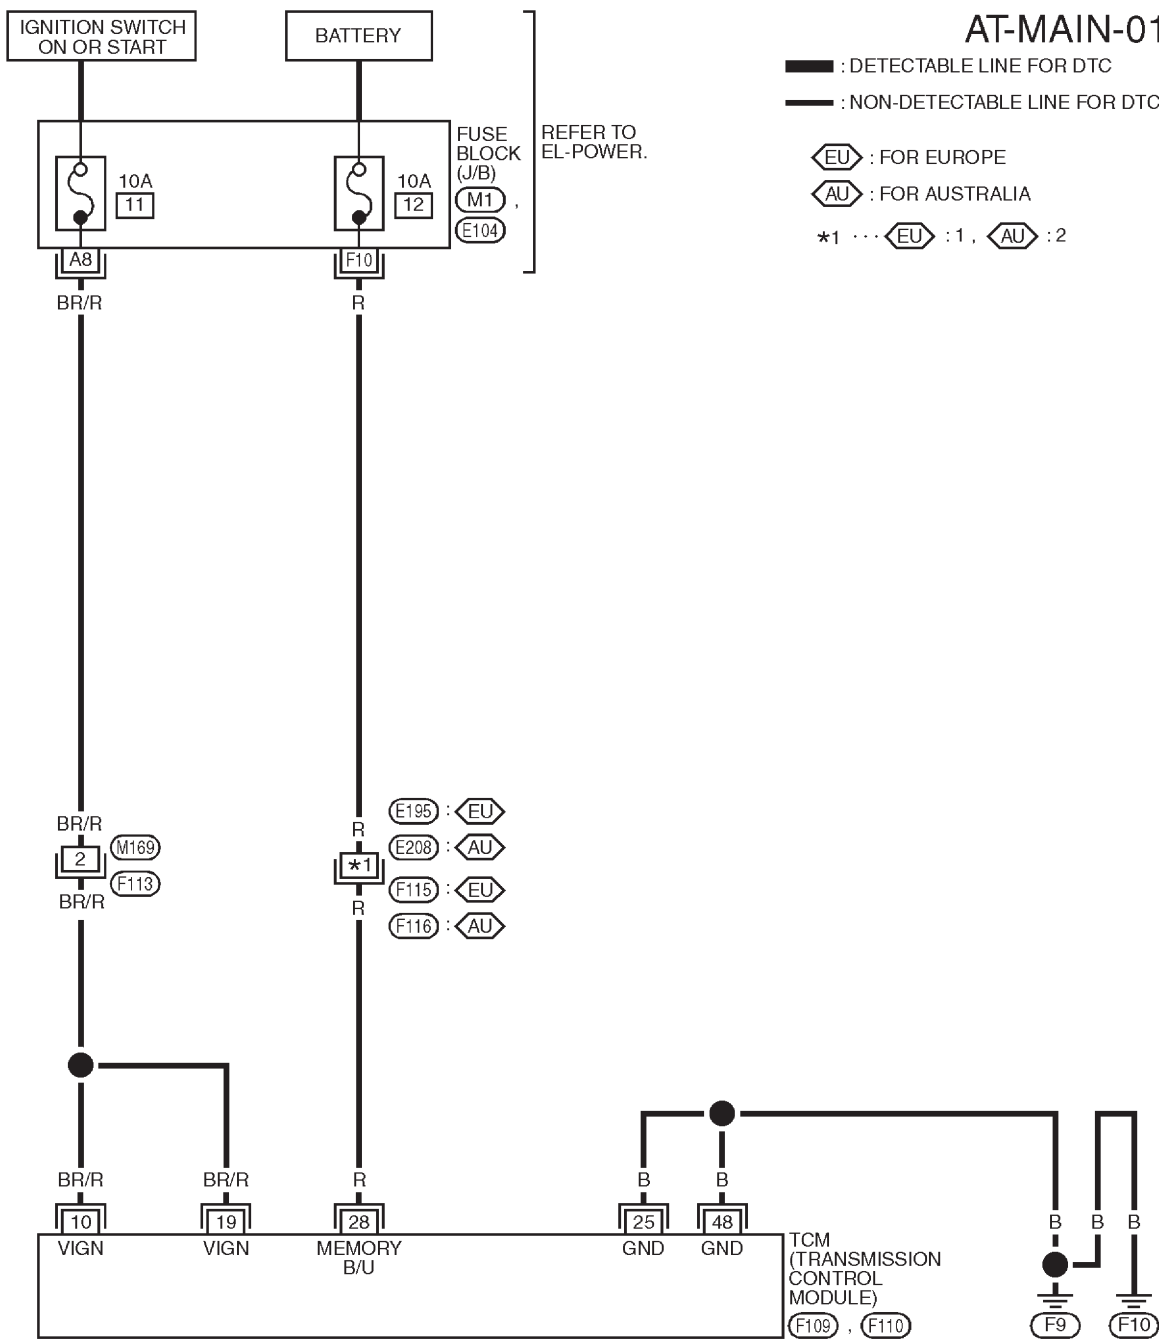 IGNITION SWITCH
ON OR START
BATTERY
AT-MAIN-01
: DETECTABLE LINE FOR DTC
: NON-DETECTABLE LINE FOR DTC
EU : FOR EUROPE
AU : FOR AUSTRALIA
*1 ··· EU : 1 , AU : 2
FUSE
BLOCK
(J/B)
M1 ,
E104
REFER TO
EL-POWER.
10A
11
10A
12
A8
F10
BR/R
R
BR/R
2
M169
F113
BR/R
R
*1
R
E195 : EU
E208 : AU
F115 : EU
F116 : AU
BR/R
BR/R
R
B
B
10
19
28
25
48
VIGN
VIGN
MEMORY
B/U
GND
GND
TCM
(TRANSMISSION
CONTROL
MODULE)
F109 , F110
B
B
B
F9
F10